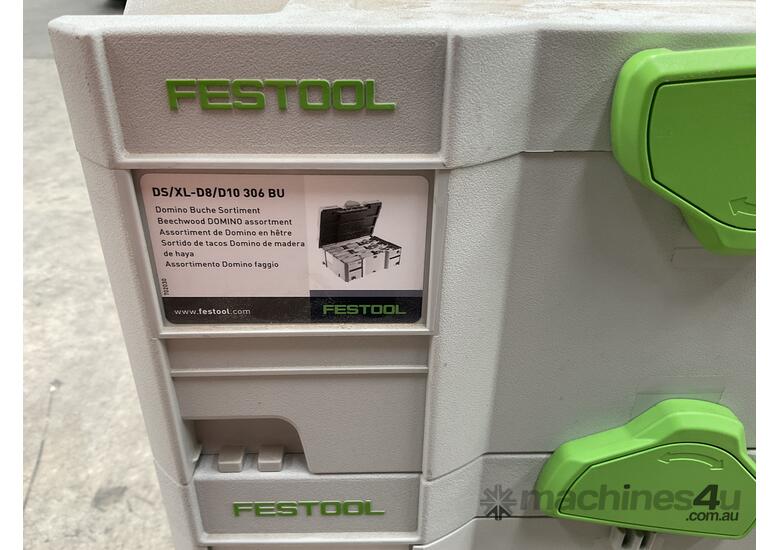 FESTOOL
DS/XL-D8/D10 306 BU
Domino Buche Sortiment
Beechwood DOMINO assortment
Assortiment de Domino en hêtre
Sortido de tacos Domino de madera
de haya
Assortimento Domino faggio
702030
www.festool.com
FESTOOL
FESTOOL
machines4u
.com.au